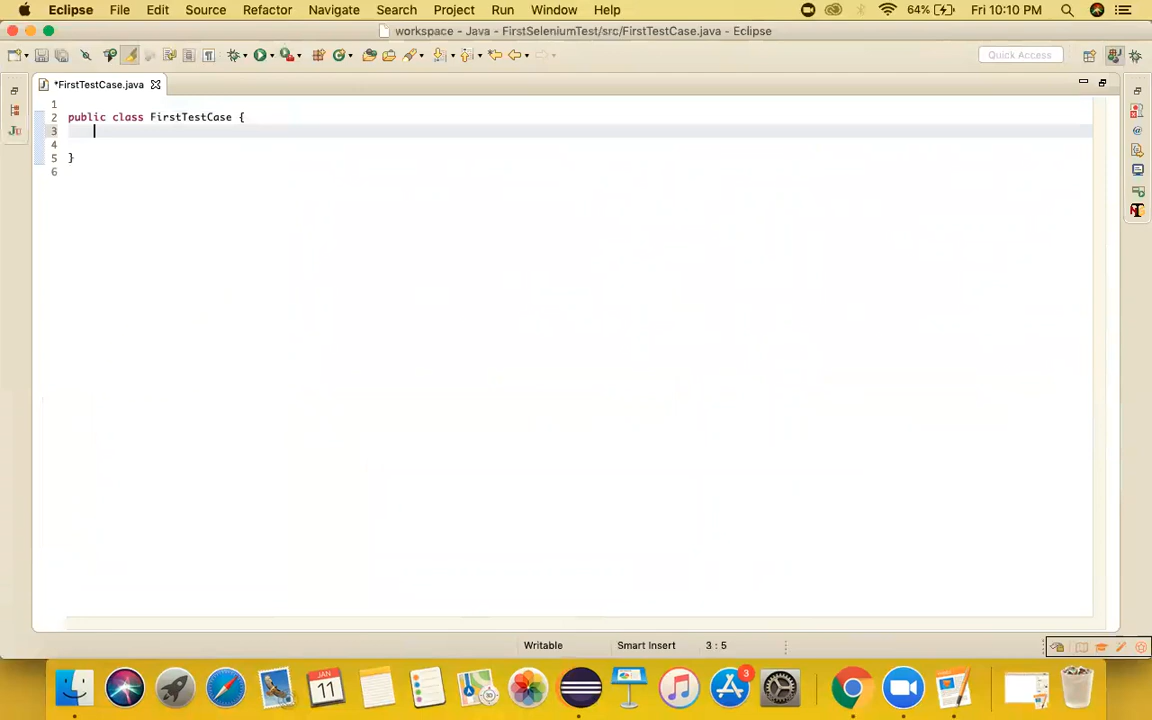 Eclipse File Edit Source Refactor Navigate Search Project Run Window Help 64% Fri 10:10 PM
workspace - Java - FirstSeleniumTest/src/FirstTestCase.java - Eclipse
Quick Access
*FirstTestCase.java
1
2 public class FirstTestCase {
3
4
5 }
6
Writable Smart Insert 3 : 5
JAN
11
3